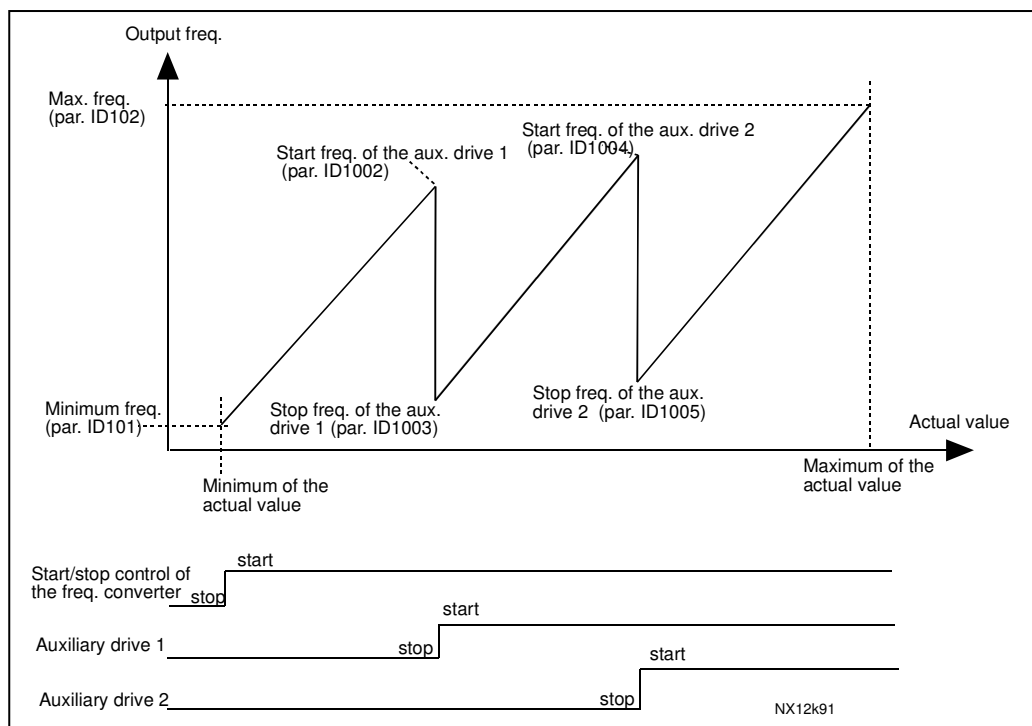 Output freq.
Max. freq.
(par. ID102)
Start freq. of the aux. drive 1
(par. ID1002)
Start freq. of the aux. drive 2
(par. ID1004)
Minimum freq.
(par. ID101)
Stop freq. of the aux.
drive 1 (par. ID1003)
Stop freq. of the aux.
drive 2 (par. ID1005)
Actual value
Minimum of the
actual value
Maximum of the
actual value
Start/stop control of
the freq. converter
stop
start
Auxiliary drive 1
stop
start
Auxiliary drive 2
stop
start
NX12k91